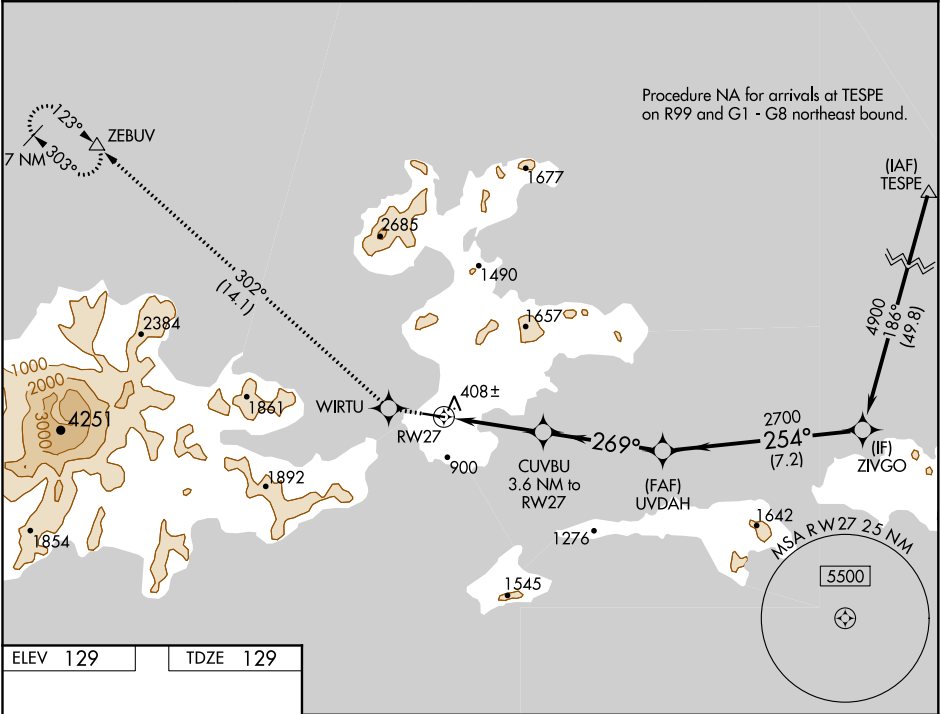 Procedure NA for arrivals at TESPE
on R99 and G1 - G8 northeast bound.
123°
ZEBUV
7 NM
303°
(IAF)
TESPE
1677
2685
1490
302°
(14.1)
4900
186°
(49.8)
2384
1657
1000
2000
3000
4251
1861
WIRTU
408±
RW27
900
CUVBU
3.6 NM to
RW27
269°
(FAF)
UVDAH
2700
254°
(7.2)
(IF)
ZIVGO
1892
1854
1276
1642
1545
MSA RW27 25 NM
5500
ELEV 129
TDZE 129